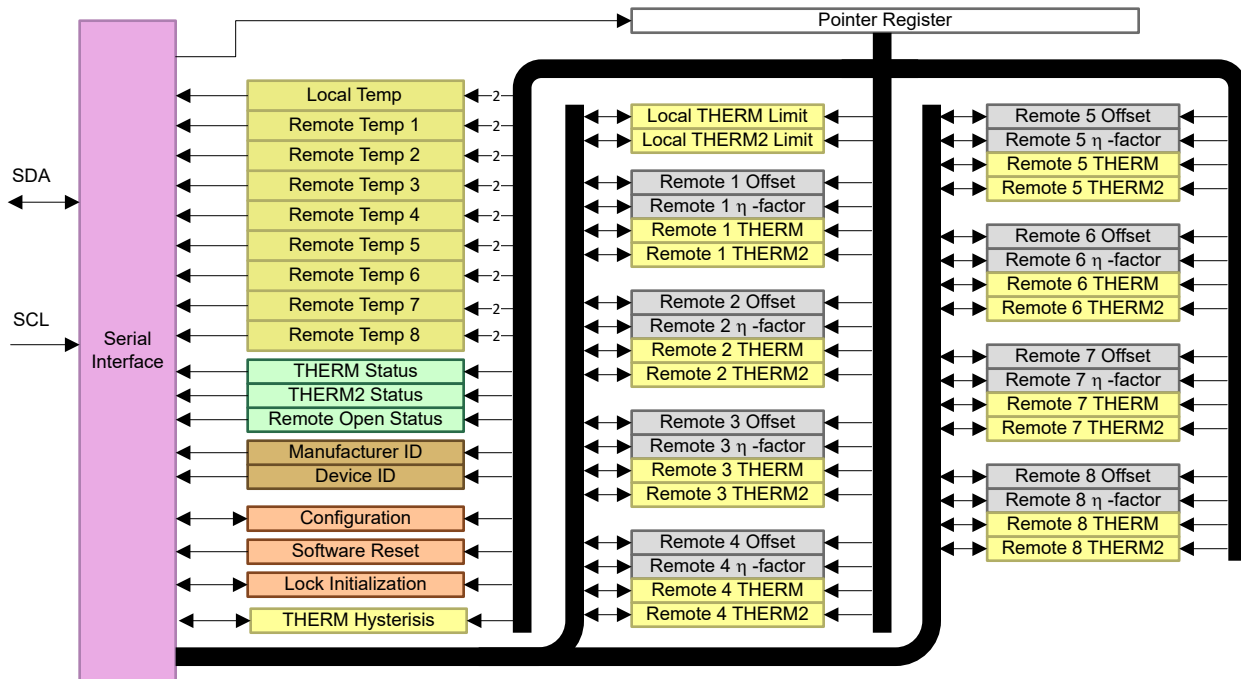 Pointer Register
SDA
SCL
Serial
Interface
Local Temp
2
Remote Temp 1
2
Remote Temp 2
2
Remote Temp 3
2
Remote Temp 4
2
Remote Temp 5
2
Remote Temp 6
2
Remote Temp 7
2
Remote Temp 8
2
THERM Status
THERM2 Status
Remote Open Status
Manufacturer ID
Device ID
Configuration
Software Reset
Lock Initialization
THERM Hysterisis
Local THERM Limit
Local THERM2 Limit
Remote 1 Offset
Remote 1 η -factor
Remote 1 THERM
Remote 1 THERM2
Remote 2 Offset
Remote 2 η -factor
Remote 2 THERM
Remote 2 THERM2
Remote 3 Offset
Remote 3 η -factor
Remote 3 THERM
Remote 3 THERM2
Remote 4 Offset
Remote 4 η -factor
Remote 4 THERM
Remote 4 THERM2
Remote 5 Offset
Remote 5 η -factor
Remote 5 THERM
Remote 5 THERM2
Remote 6 Offset
Remote 6 η -factor
Remote 6 THERM
Remote 6 THERM2
Remote 7 Offset
Remote 7 η -factor
Remote 7 THERM
Remote 7 THERM2
Remote 8 Offset
Remote 8 η -factor
Remote 8 THERM
Remote 8 THERM2